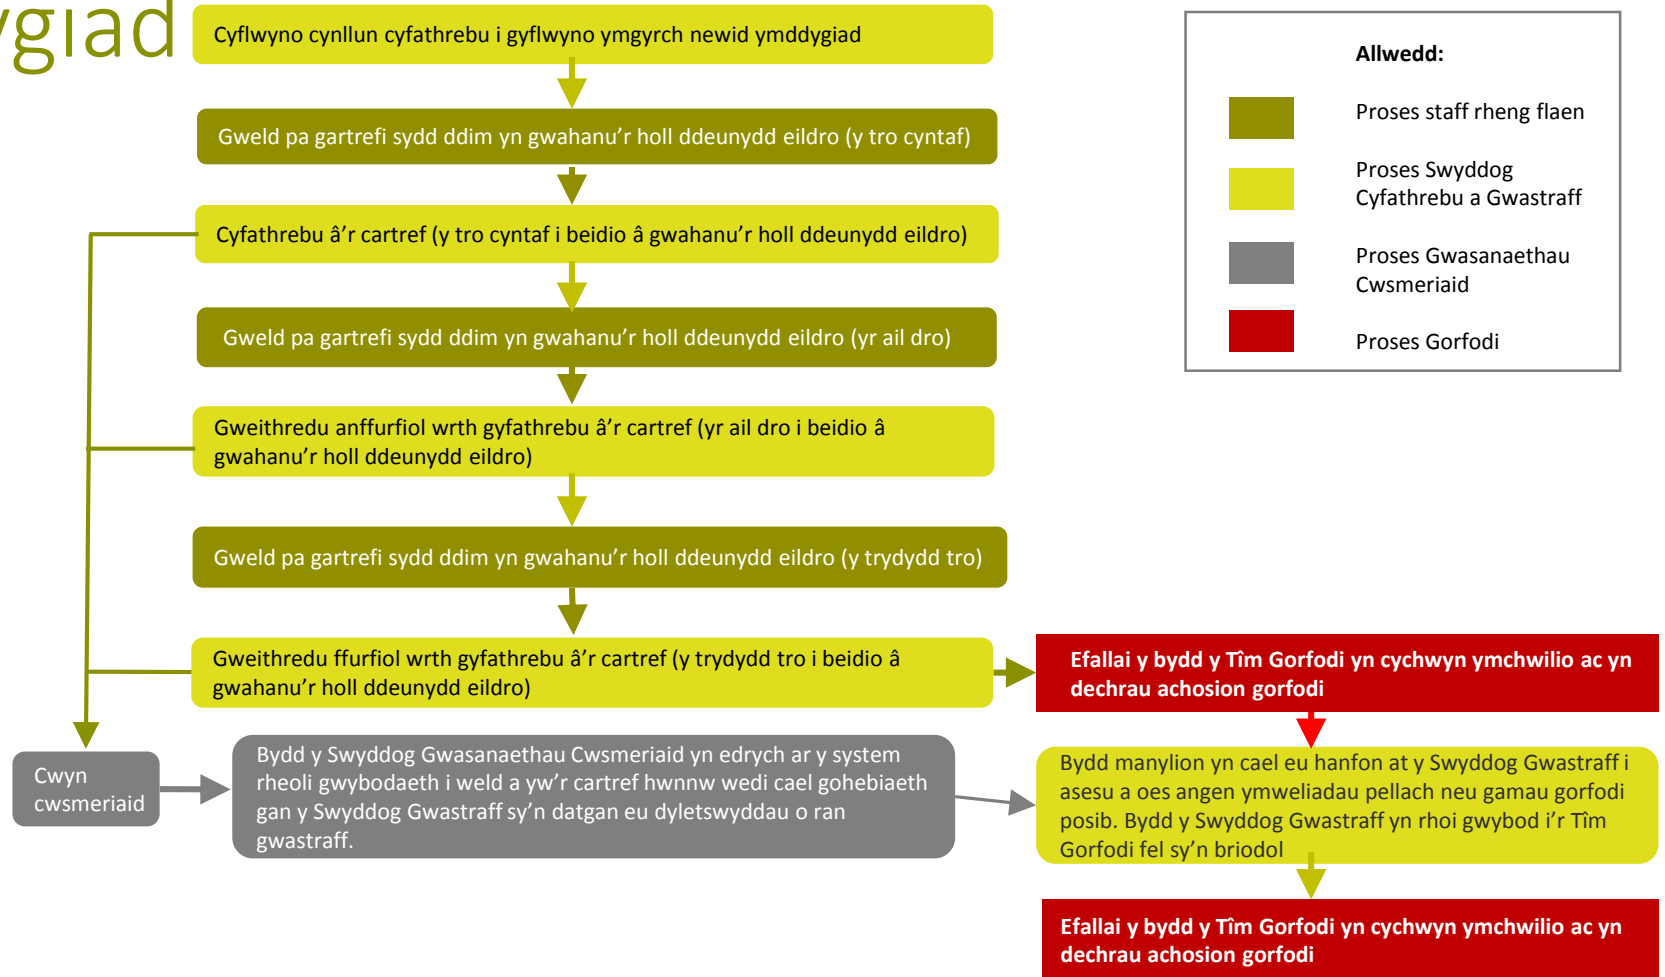 Cyflwyno cynllun cyfathrebu i gyflwyno ymgyrch newid ymddygiad
Gweld pa gartrefi sydd ddim yn gwahanu'r holl ddeunydd eildro (y tro cyntaf)
Cyfathrebu â'r cartref (y tro cyntaf i beidio â gwahanu'r holl ddeunydd eildro)
Gweld pa gartrefi sydd ddim yn gwahanu'r holl ddeunydd eildro (yr ail dro)
Gweithredu anffurfiol wrth gyfathrebu â'r cartref (yr ail dro i beidio â
gwahanu'r holl ddeunydd eildro)
Gweld pa gartrefi sydd ddim yn gwahanu'r holl ddeunydd eildro (y trydydd tro)
Gweithredu ffurfiol wrth gyfathrebu â'r cartref (y trydydd tro i beidio â
gwahanu'r holl ddeunydd eildro)
Efallai y bydd y Tîm Gorfodi yn cychwyn ymchwilio ac yn
dechrau achosion gorfodi
Cwyn
cwsmeriaid
Bydd y Swyddog Gwasanaethau Cwsmeriaid yn edrych ar y system
rheoli gwybodaeth i weld a yw'r cartref hwnnw wedi cael gohebiaeth
gan y Swyddog Gwastraff sy'n datgan eu dyletswyddau o ran
gwastraff.
Bydd manylion yn cael eu hanfon at y Swyddog Gwastraff i
asesu a oes angen ymweliadau pellach neu gamau gorfodi
posib. Bydd y Swyddog Gwastraff yn rhoi gwybod i'r Tîm
Gorfodi fel sy'n briodol
Efallai y bydd y Tîm Gorfodi yn cychwyn ymchwilio ac yn
dechrau achosion gorfodi
Allwedd:
Proses staff rheng flaen
Proses Swyddog
Cyfathrebu a Gwastraff
Proses Gwasanaethau
Cwsmeriaid
Proses Gorfodi